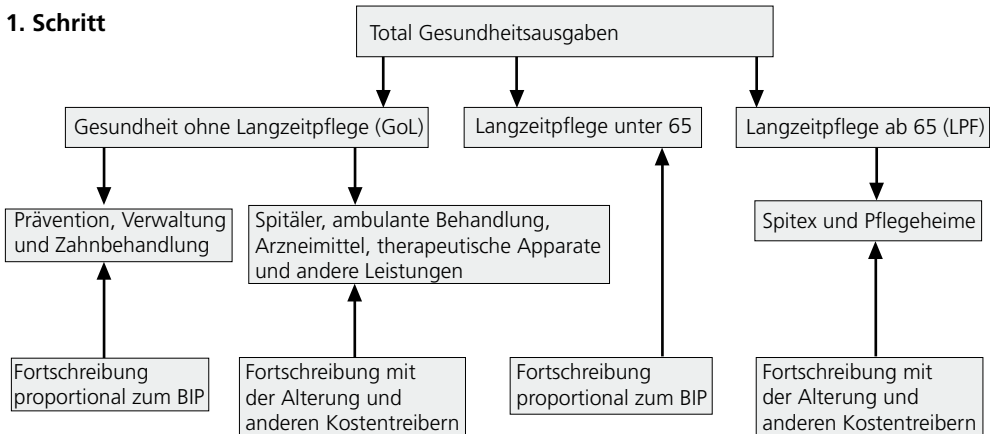 1. Schritt
Total Gesundheitsausgaben
Gesundheit ohne Langzeitpflege (GoL)
Langzeitpflege unter 65
Langzeitpflege ab 65 (LPF)
Prävention, Verwaltung
und Zahnbehandlung
Spitäler, ambulante Behandlung,
Arzneimittel, therapeutische Apparate
und andere Leistungen
Spitex und Pflegeheime
Fortschreibung
proportional zum BIP
Fortschreibung mit
der Alterung und
anderen Kostentreibern
Fortschreibung
proportional zum BIP
Fortschreibung mit
der Alterung und
anderen Kostentreibern